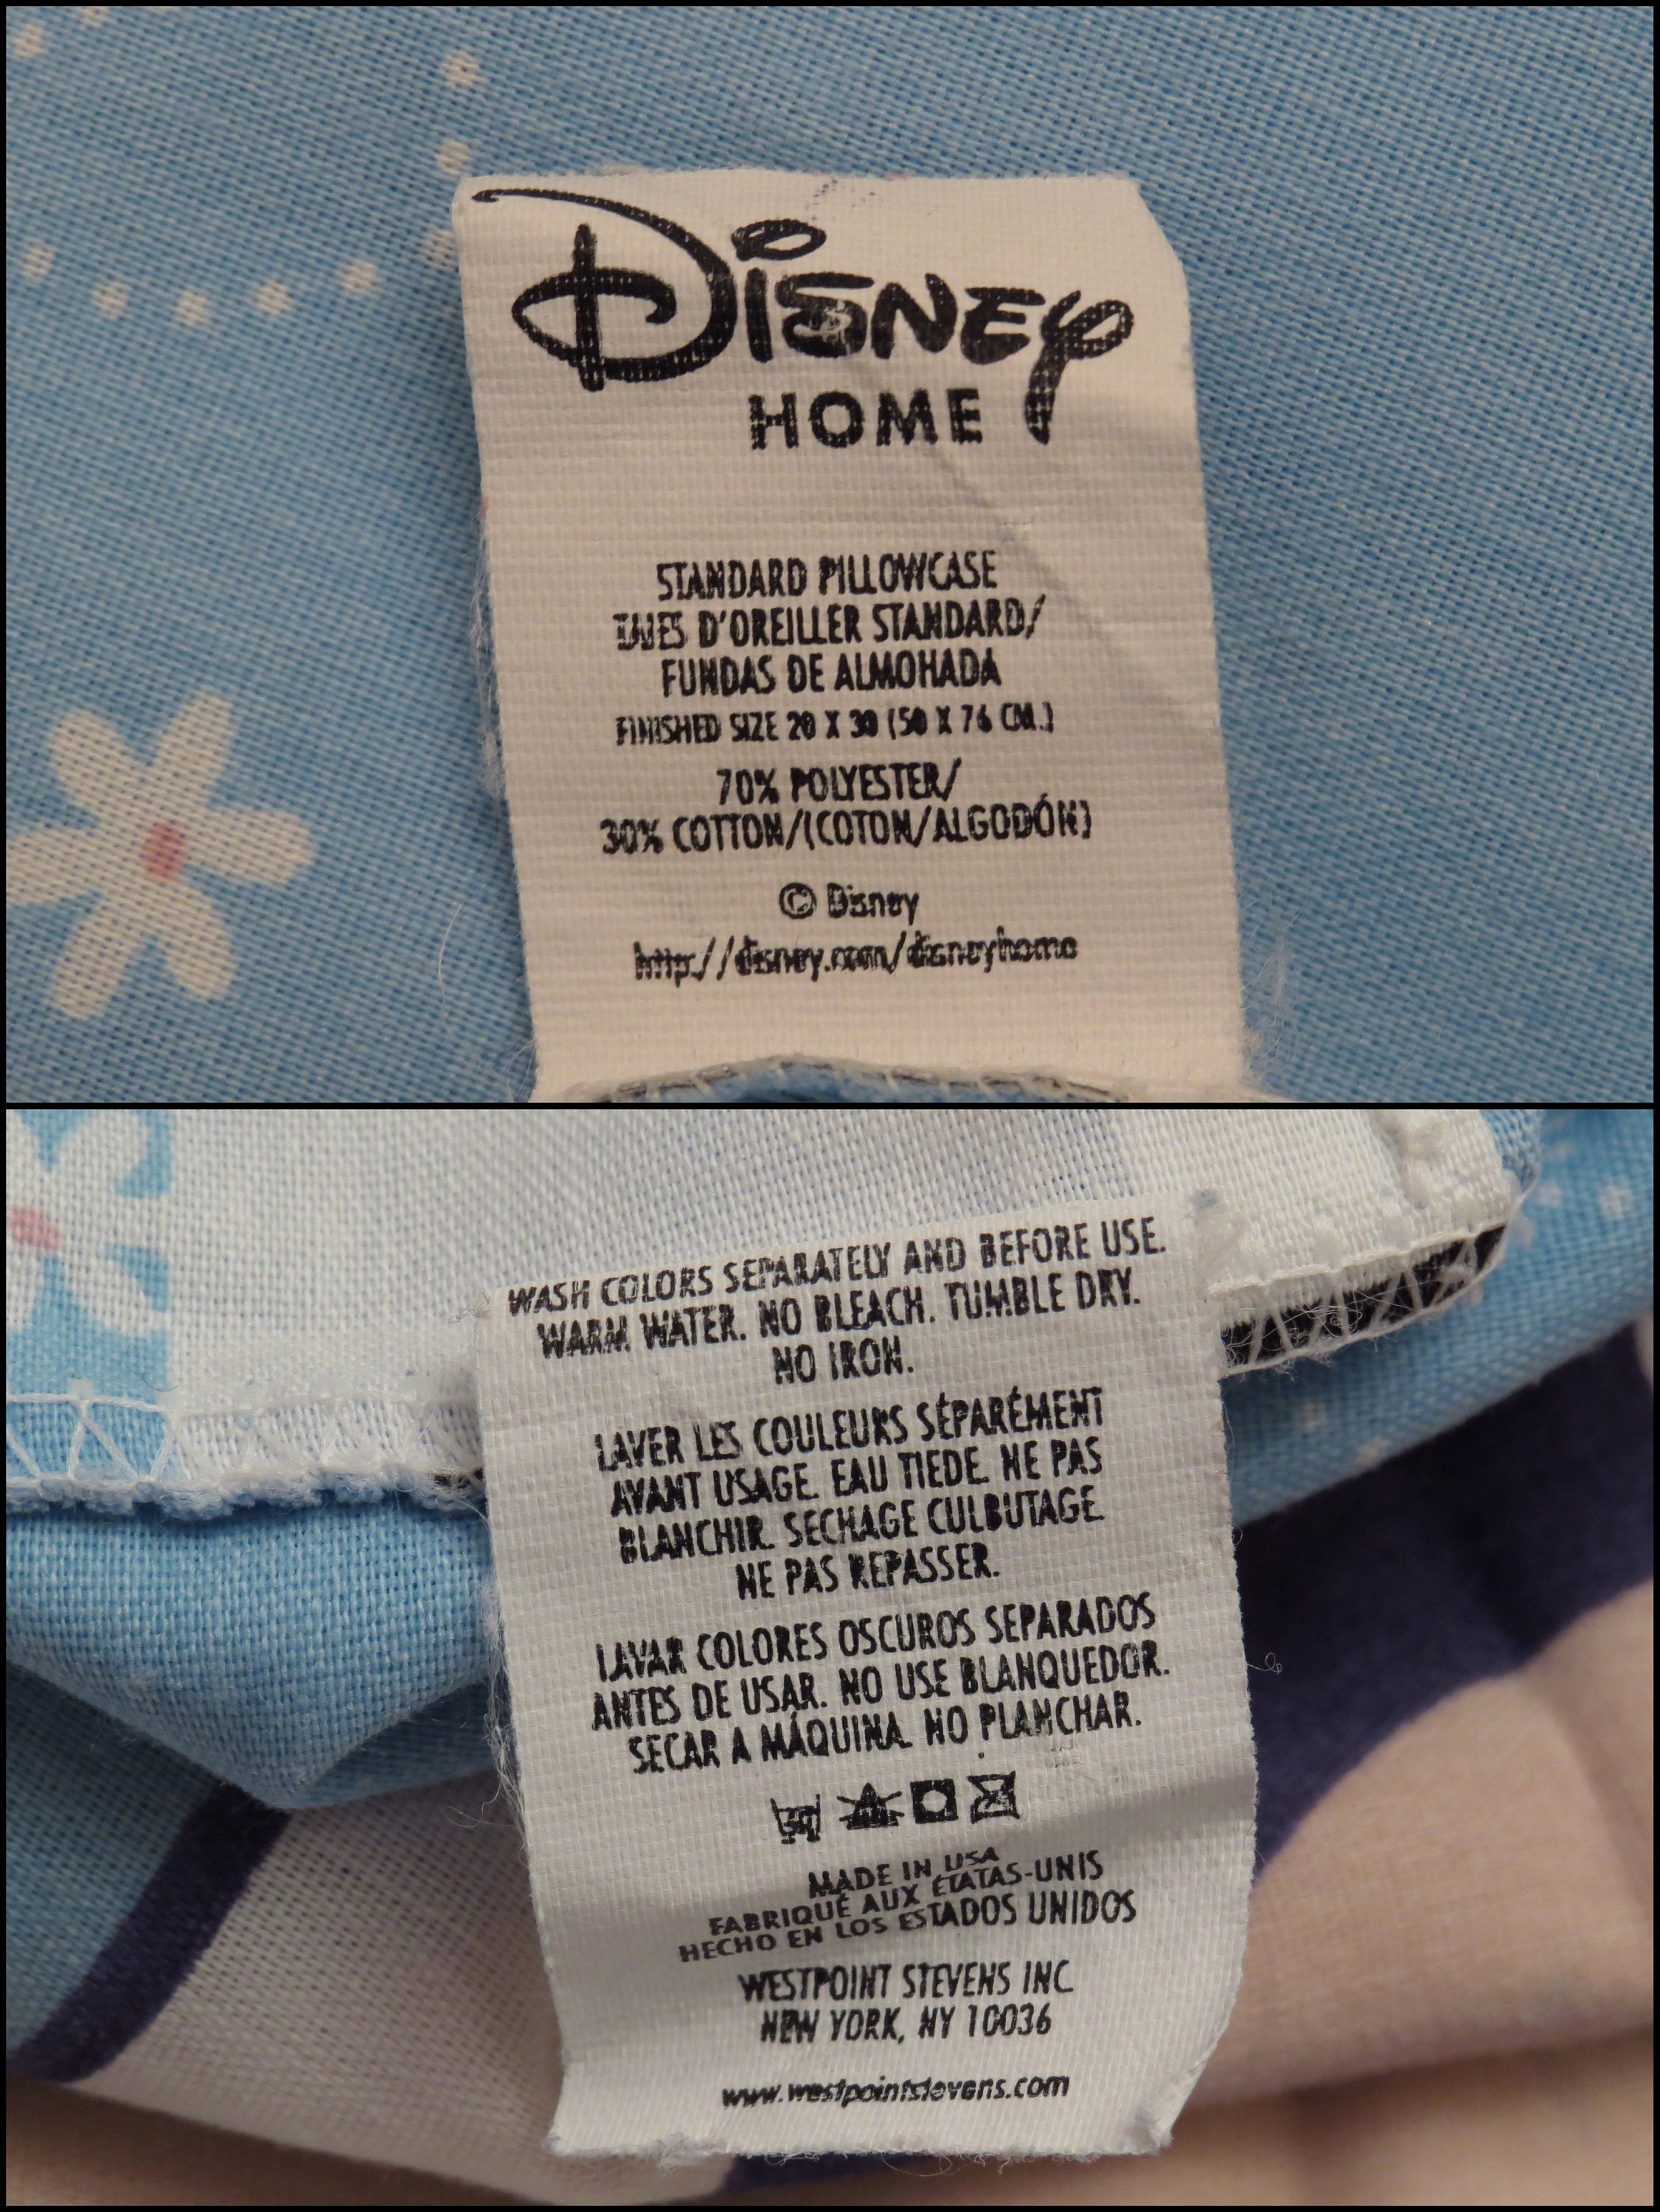 DISNEY
HOME
STANDARD PILLOWCASE
TAIES D'OREILLER STANDARD/
FUNDAS DE ALMOHADA
FINISHED SIZE 20 X 30 (50 X 76 CM.)
70% POLYESTER/
30% COTTON/(COTON/ALGODÓN)
© Disney
http://disney.com/disneyhome
WASH COLORS SEPARATELY AND BEFORE USE.
WARM WATER. NO BLEACH. TUMBLE DRY.
NO IRON.
LAVER LES COULEURS SÉPARÉMENT
AVANT USAGE. EAU TIEDE. NE PAS
BLANCHIR. SECHAGE CULBUTAGE.
NE PAS REPASSER.
LAVAR COLORES OSCUROS SEPARADOS
ANTES DE USAR. NO USE BLANQUEDOR.
SECAR A MÁQUINA. NO PLANCHAR.
MADE IN USA
FABRIQUÉ AUX ÉTATAS-UNIS
HECHO EN LOS ESTADOS UNIDOS
WESTPOINT STEVENS INC.
NEW YORK, NY 10036
www.westpointstevens.com